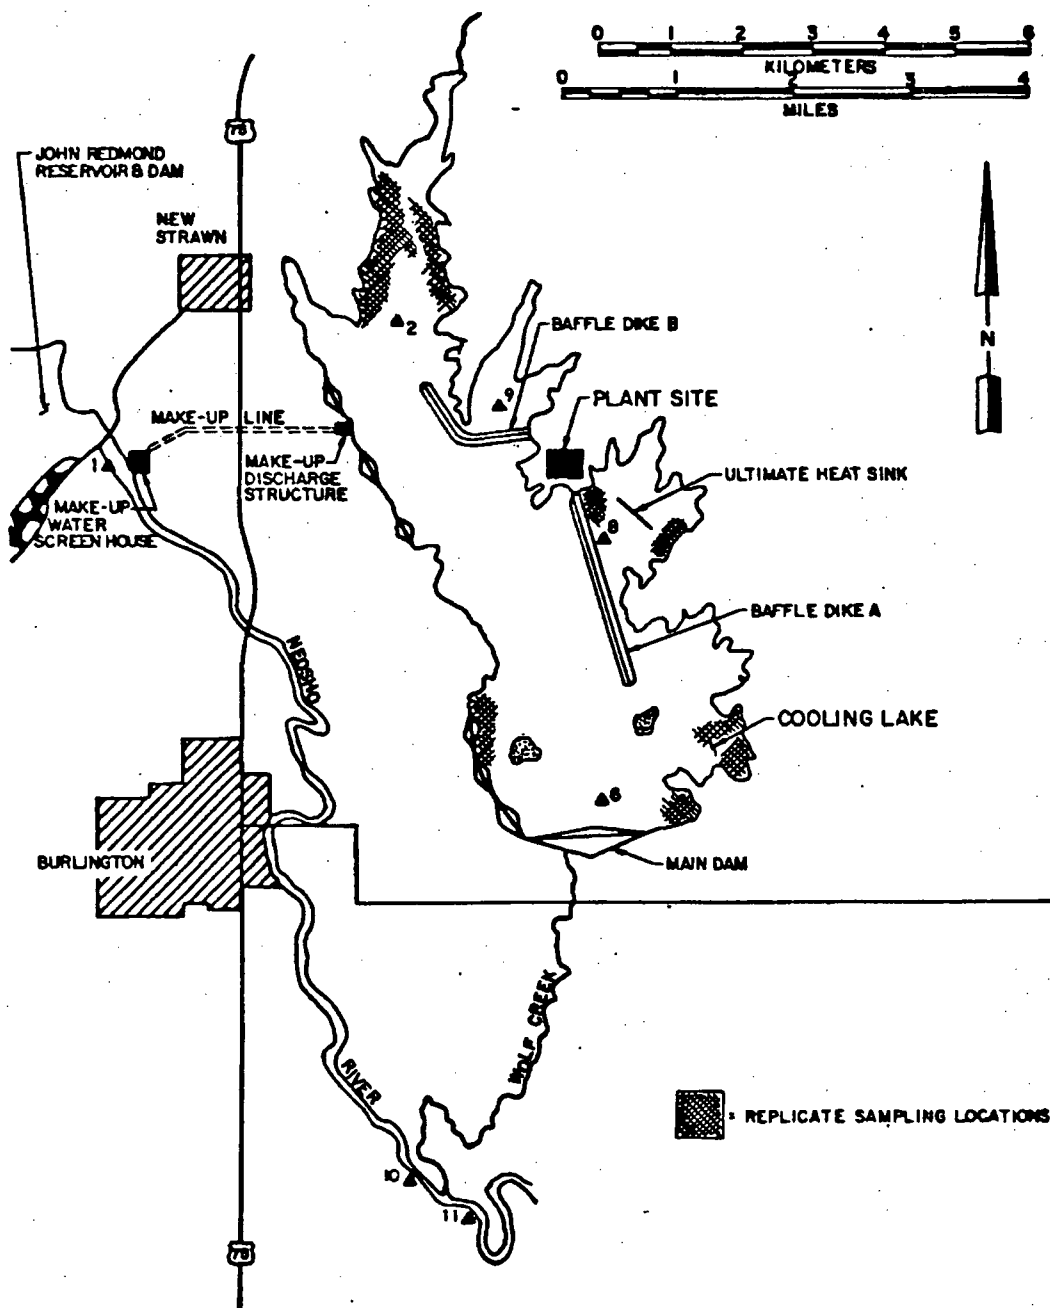 0 1 2 3 4 5 6
KILOMETERS
0 1 2 3 4
MILES
75
JOHN REDMOND
RESERVOIR & DAM
NEW
STRAWN
N
2
BAFFLE DIKE B
9
PLANT SITE
MAKE-UP LINE
1
MAKE-UP
DISCHARGE
STRUCTURE
ULTIMATE HEAT SINK
MAKE-UP
WATER
SCREEN HOUSE
8
BAFFLE DIKE A
NEOSHO
COOLING LAKE
6
BURLINGTON
MAIN DAM
WOLF CREEK
RIVER
= REPLICATE SAMPLING LOCATIONS
10
11
75